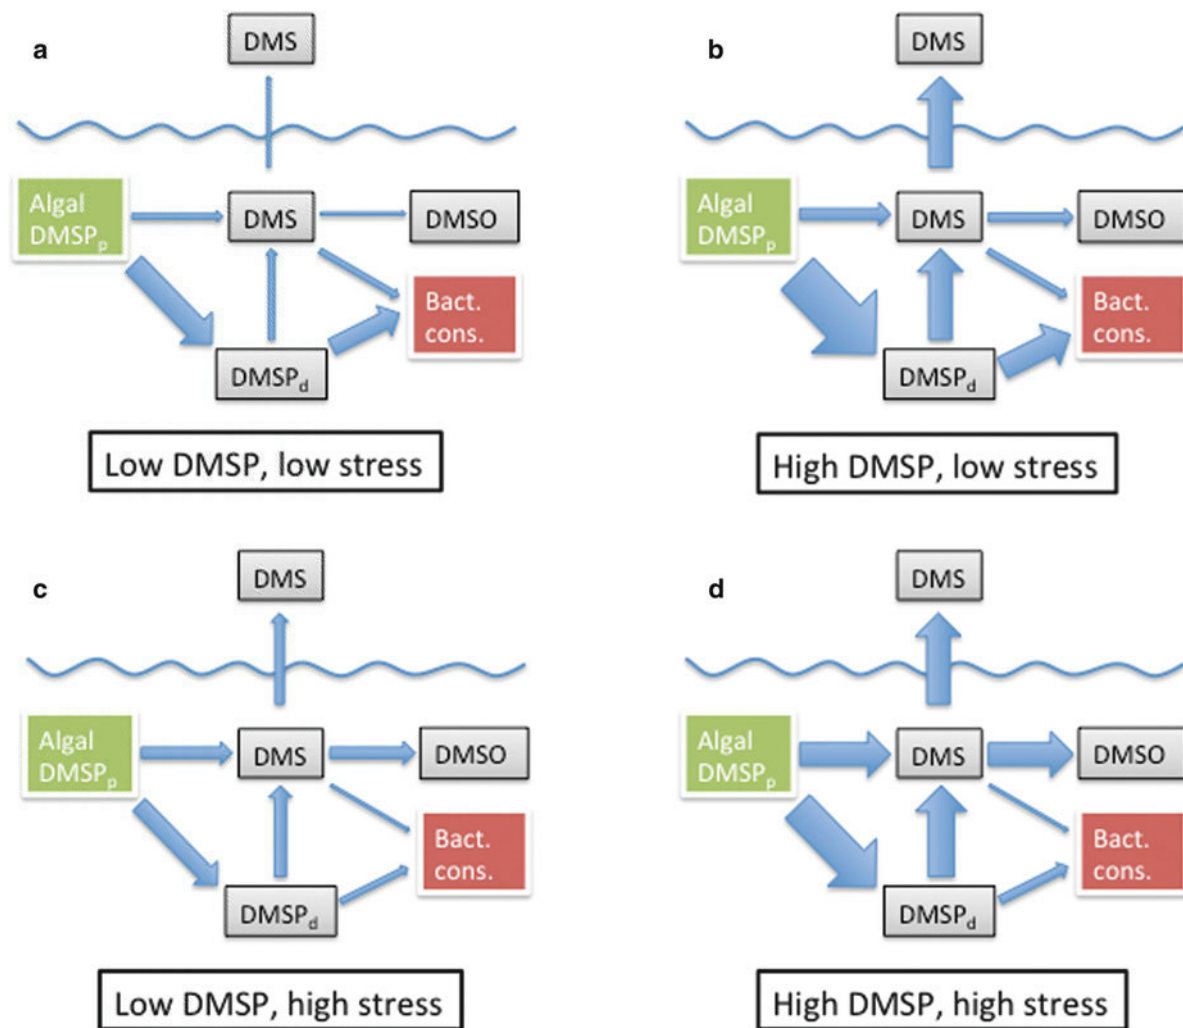 a
DMS
Algal
DMSPp
DMS
DMSO
Bact.
cons.
DMSPd
Low DMSP, low stress
b
DMS
Algal
DMSPp
DMS
DMSO
Bact.
cons.
DMSPd
High DMSP, low stress
c
DMS
Algal
DMSPp
DMS
DMSO
Bact.
cons.
DMSPd
Low DMSP, high stress
d
DMS
Algal
DMSPp
DMS
DMSO
Bact.
cons.
DMSPd
High DMSP, high stress